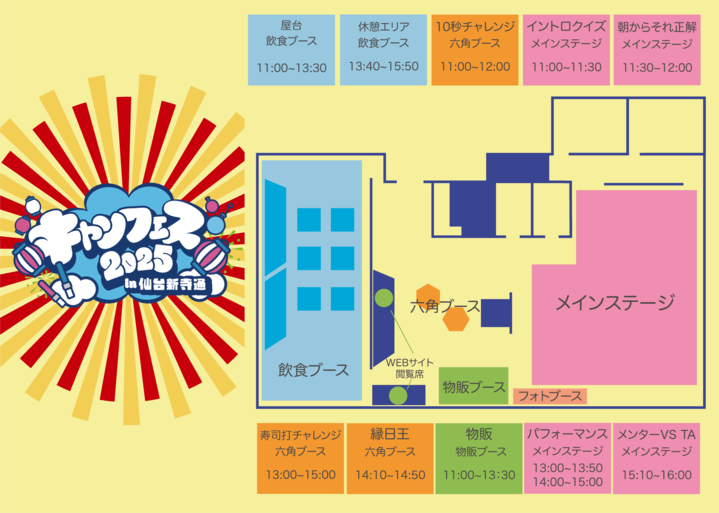 屋台
飲食ブース
11:00~13:30
休憩エリア
飲食ブース
13:40~15:50
10秒チャレンジ
六角ブース
11:00~12:00
イントロクイズ
メインステージ
11:00~11:30
朝からそれ正解
メインステージ
11:30~12:00
キャンフェス
2025
in 仙台新寺通
六角ブース
メインステージ
WEBサイト
閲覧席
飲食ブース
物販ブース
フォトブース
寿司打チャレンジ
六角ブース
13:00~15:00
縁日王
六角ブース
14:10~14:50
物販
物販ブース
11:00~13:30
パフォーマンス
メインステージ
13:00~13:50
14:00~15:00
メンターVS TA
メインステージ
15:10~16:00